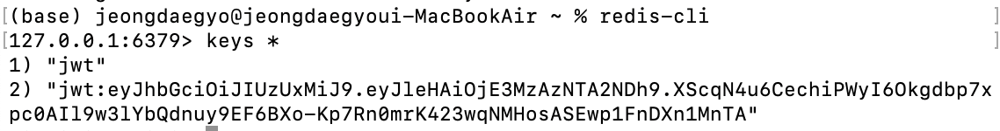 [(base) jeongdaegyo@jeongdaegyoui-MacBookAir ~ % redis-cli ]
[127.0.0.1:6379> keys * ]
1) "jwt"
2) "jwt:eyJhbGciOiJIUzUxMiJ9.eyJleHAiOjE3MzAzNTA2NDh9.XScqN4u6CechiPWyI6Okgdbp7x
pc0AIl9w3lYbQdnuy9EF6BXo-Kp7Rn0mrK423wqNMHosASEwp1FnDXn1MnTA"